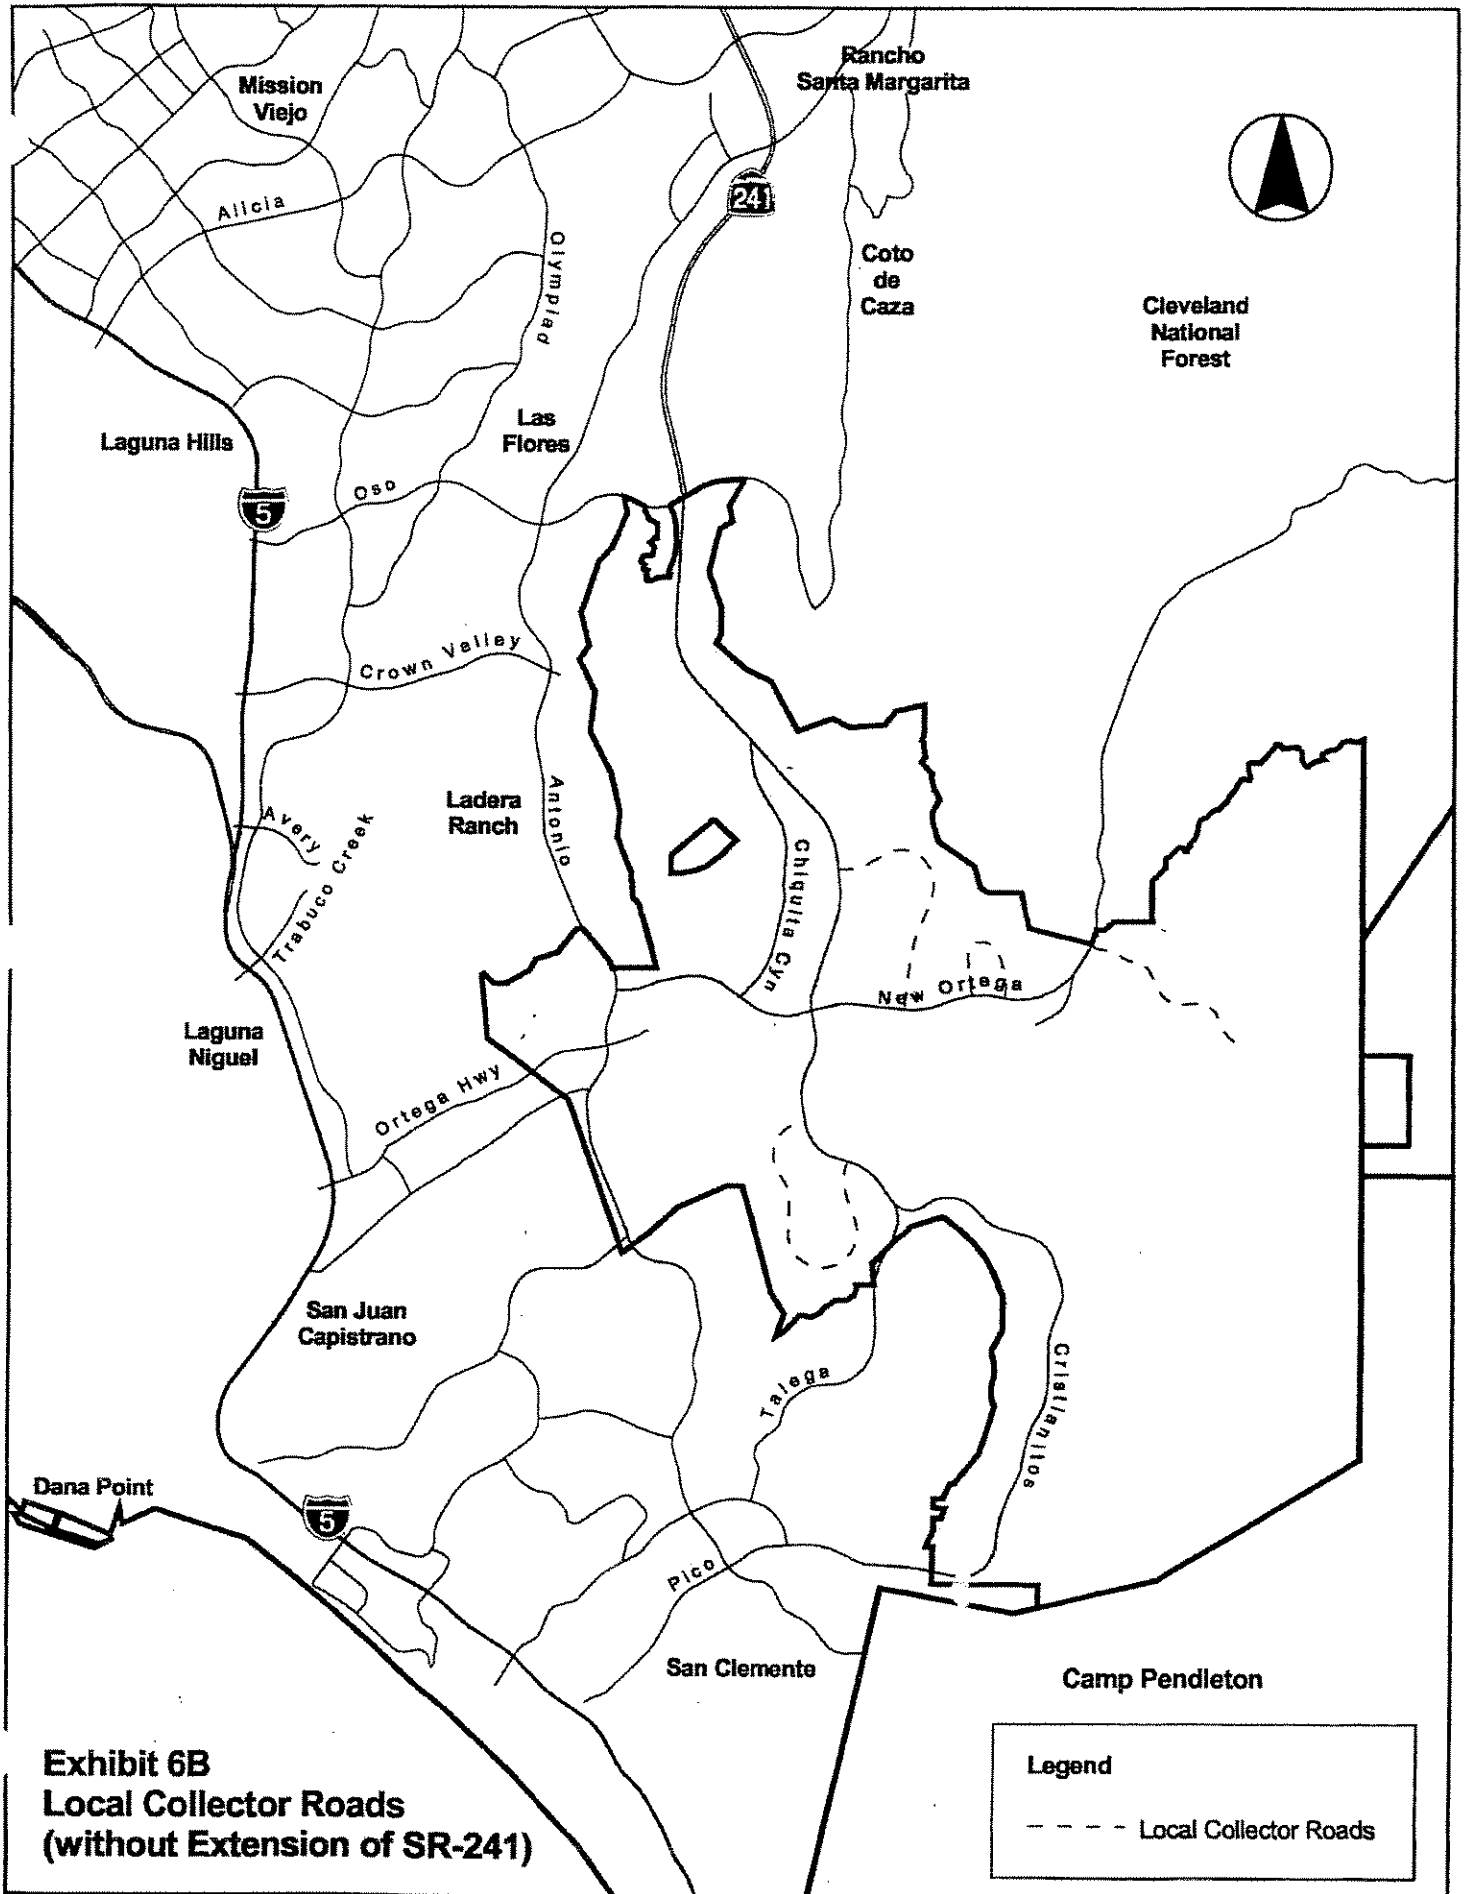 Rancho
Santa Margarita
Mission
Viejo
241
Alicia
Olympiad
Coto
de
Caza
Cleveland
National
Forest
Las
Flores
Laguna Hills
Oso
5
Crown Valley
Antonio
Ladera
Ranch
Avery
Trabuco Creek
Chiquita Cyn
New Ortega
Laguna
Niguel
Ortega Hwy
San Juan
Capistrano
Talega
Cristianitos
Dana Point
5
Pico
San Clemente
Camp Pendleton
Exhibit 6B
Local Collector Roads
(without Extension of SR-241)
Legend
Local Collector Roads